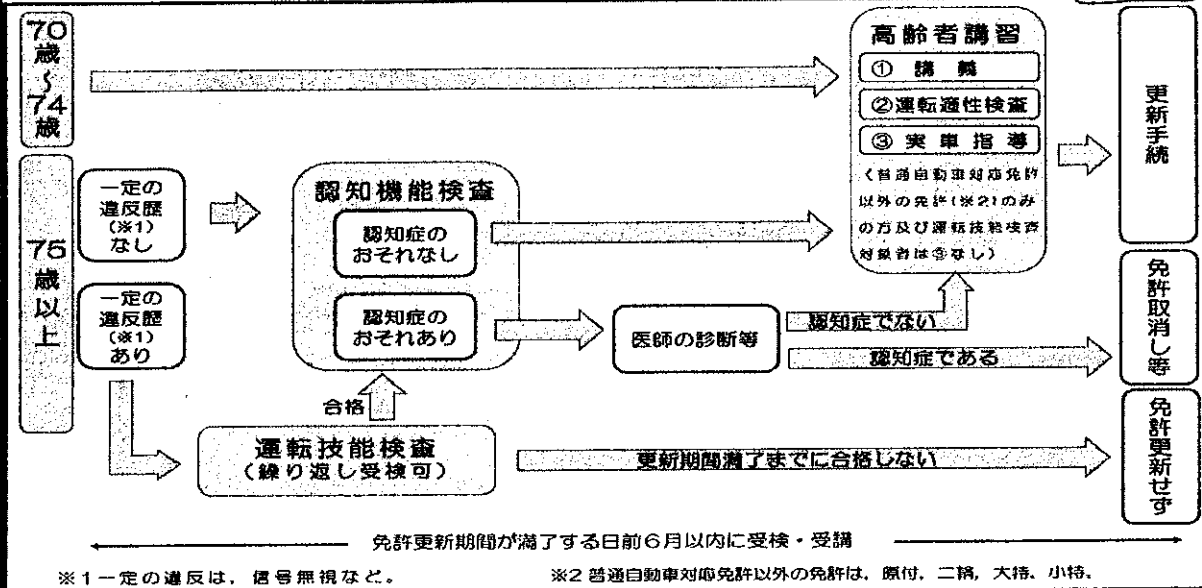 70
歳
〜
74
歳
75
歳
以
上
一定の
違反歴
(※1)
なし
一定の
違反歴
(※1)
あり
認知機能検査
認知症の
おそれなし
認知症の
おそれあり
合格
運転技能検査
(繰り返し受検可)
医師の診断等
認知症でない
認知症である
更新期間満了までに合格しない
高齢者講習
① 講義
②運転適性検査
③ 実車指導
(普通自動車対応免許
以外の免許(※2)のみ
の方及び運転技能検査
対象者は③なし)
更新手続
免許取消し等
免許更新せず
免許更新期間が満了する日前6月以内に受検・受講
※1一定の違反は、信号無視など。
※2 普通自動車対応免許以外の免許は、原付、二輪、大特、小特。